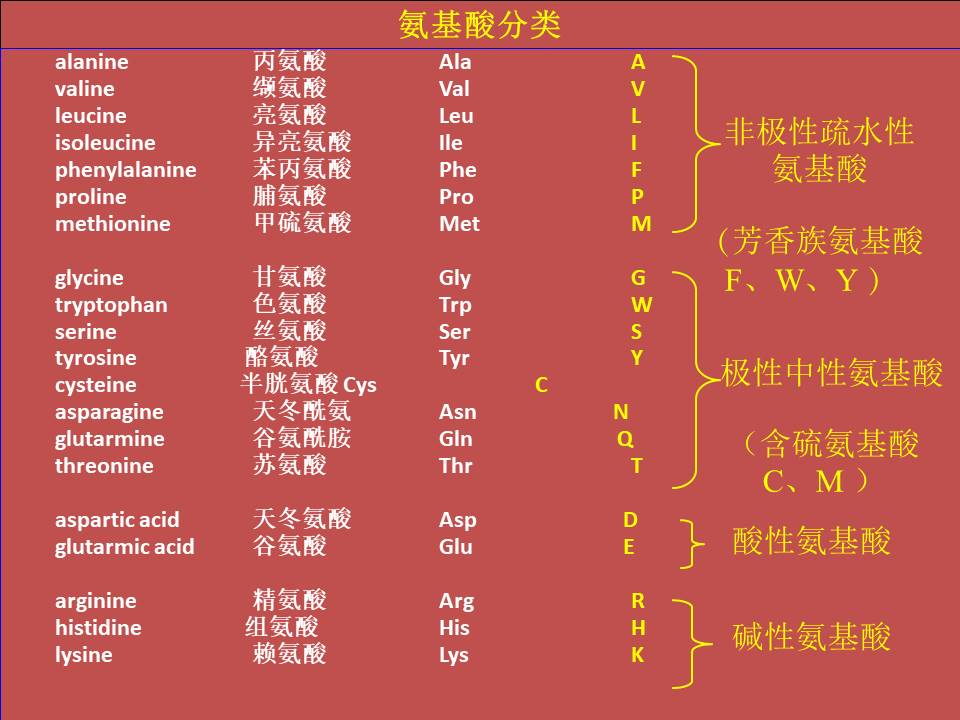 氨基酸分类
alanine 丙氨酸 Ala A
valine 缬氨酸 Val V
leucine 亮氨酸 Leu L
isoleucine 异亮氨酸 Ile I
phenylalanine 苯丙氨酸 Phe F
proline 脯氨酸 Pro P
methionine 甲硫氨酸 Met M
非极性疏水性
氨基酸
(芳香族氨基酸
F、W、Y )
glycine 甘氨酸 Gly G
tryptophan 色氨酸 Trp W
serine 丝氨酸 Ser S
tyrosine 酪氨酸 Tyr Y
cysteine 半胱氨酸 Cys C
asparagine 天冬酰氨 Asn N
glutarmine 谷氨酰胺 Gln Q
threonine 苏氨酸 Thr T
极性中性氨基酸
（含硫氨基酸
C、M ）
aspartic acid 天冬氨酸 Asp D
glutarmic acid 谷氨酸 Glu E
酸性氨基酸
arginine 精氨酸 Arg R
histidine 组氨酸 His H
lysine 赖氨酸 Lys K
碱性氨基酸